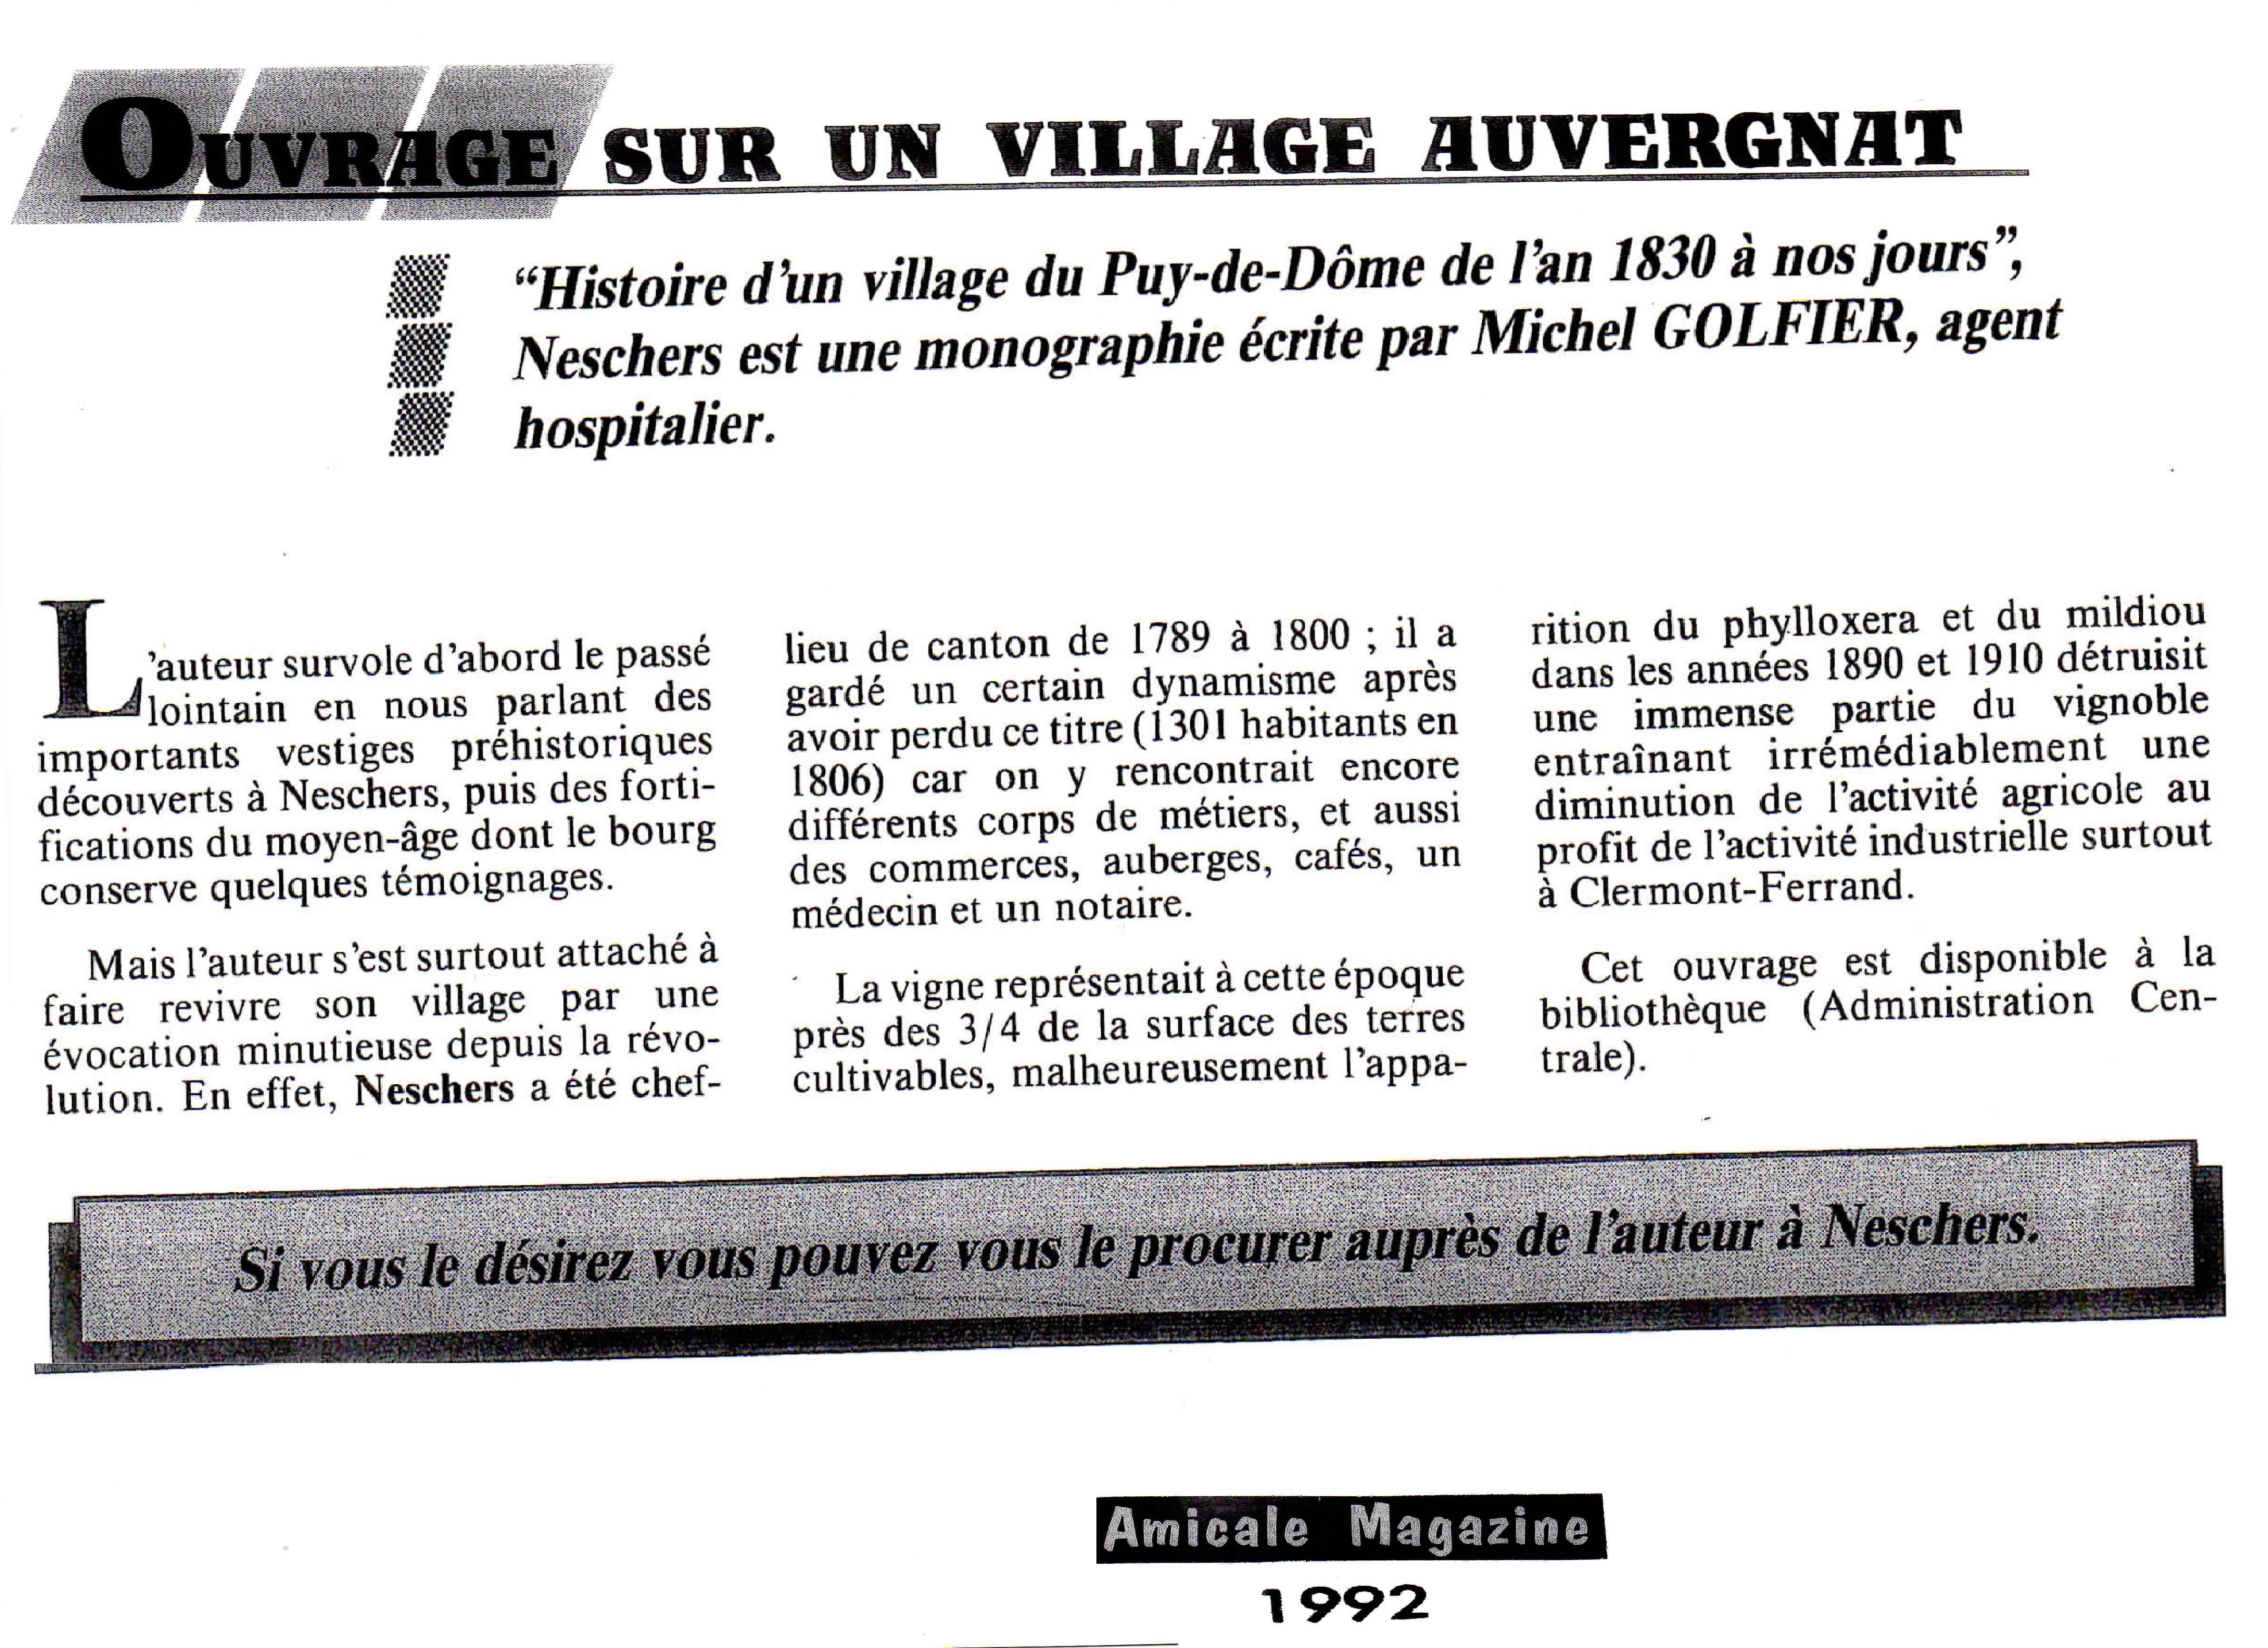 OUVRAGE SUR UN VILLAGE AUVERGNAT
“Histoire d’un village du Puy-de-Dôme de l’an 1830 à nos jours”,
Neschers est une monographie écrite par Michel GOLFIER, agent
hospitalier.
L’auteur survole d’abord le passé
lointain en nous parlant des
importants vestiges préhistoriques
découverts à Neschers, puis des forti-
fications du moyen-âge dont le bourg
conserve quelques témoignages.
Mais l’auteur s’est surtout attaché à
faire revivre son village par une
évocation minutieuse depuis la révo-
lution. En effet, Neschers a été chef-
lieu de canton de 1789 à 1800 ; il a
gardé un certain dynamisme après
avoir perdu ce titre (1301 habitants en
1806) car on y rencontrait encore
différents corps de métiers, et aussi
des commerces, auberges, cafés, un
médecin et un notaire.
La vigne représentait à cette époque
près des 3/4 de la surface des terres
cultivables, malheureusement l’appa-
rition du phylloxera et du mildiou
dans les années 1890 et 1910 détruisit
une immense partie du vignoble
entraînant irrémédiablement une
diminution de l’activité agricole au
profit de l’activité industrielle surtout
à Clermont-Ferrand.
Cet ouvrage est disponible à la
bibliothèque (Administration Cen-
trale).
Si vous le désirez vous pouvez vous le procurer auprès de l’auteur à Neschers.
Amicale Magazine
1992